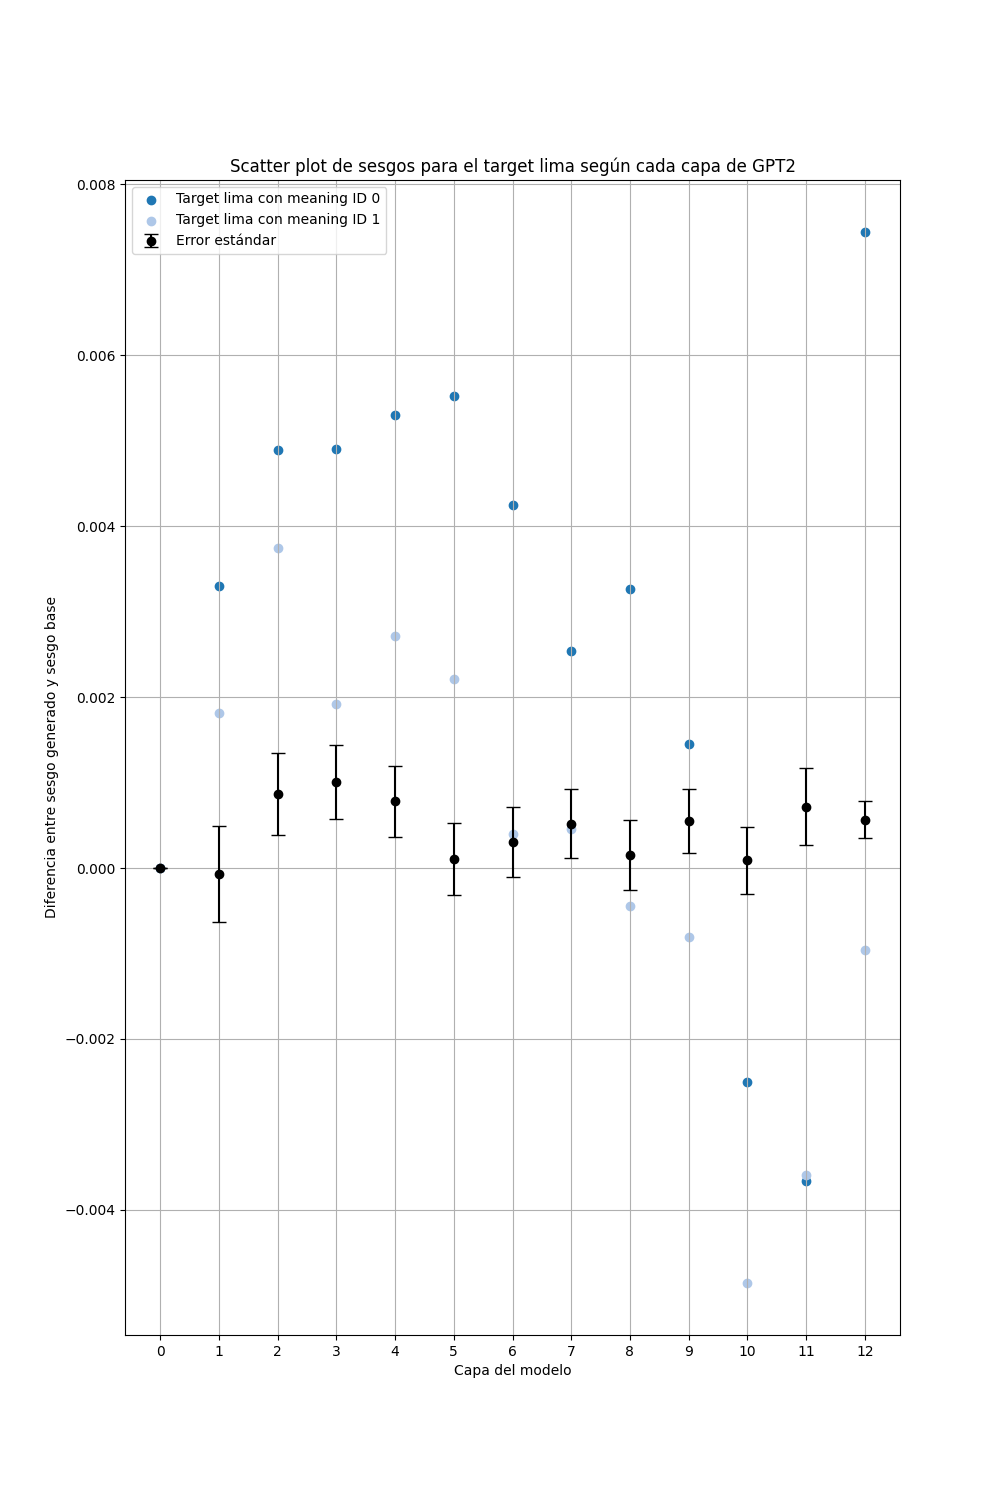 Scatter plot de sesgos para el target lima según cada capa de GPT2
Target lima con meaning ID 0
Target lima con meaning ID 1
Error estándar
0.008
0.006
0.004
0.002
0.000
−0.002
−0.004
Diferencia entre sesgo generado y sesgo base
0 1 2 3 4 5 6 7 8 9 10 11 12
Capa del modelo